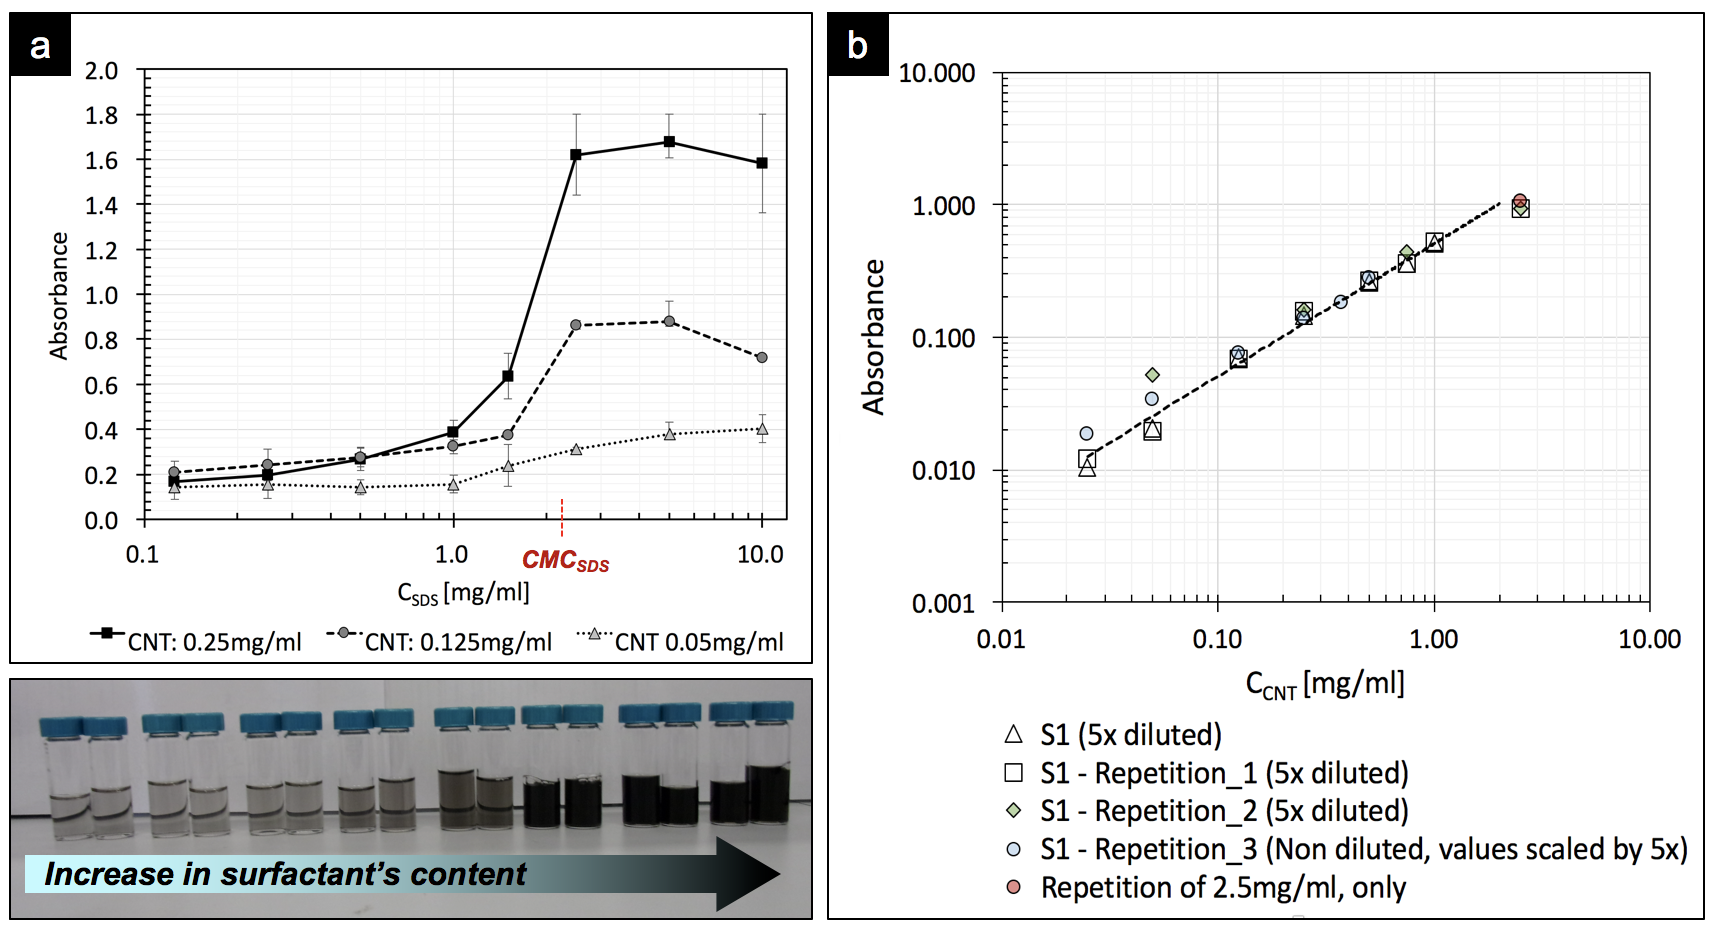 a
2.0
1.8
1.6
1.4
1.2
1.0
0.8
0.6
0.4
0.2
0.0
Absorbance
0.1
1.0
10.0
CMCSDS
CSDS [mg/ml]
CNT: 0.25mg/ml
CNT: 0.125mg/ml
CNT 0.05mg/ml
Increase in surfactant's content
b
10.000
1.000
0.100
0.010
0.001
Absorbance
0.01
0.10
1.00
10.00
CCNT [mg/ml]
S1 (5x diluted)
S1 - Repetition_1 (5x diluted)
S1 - Repetition_2 (5x diluted)
S1 - Repetition_3 (Non diluted, values scaled by 5x)
Repetition of 2.5mg/ml, only